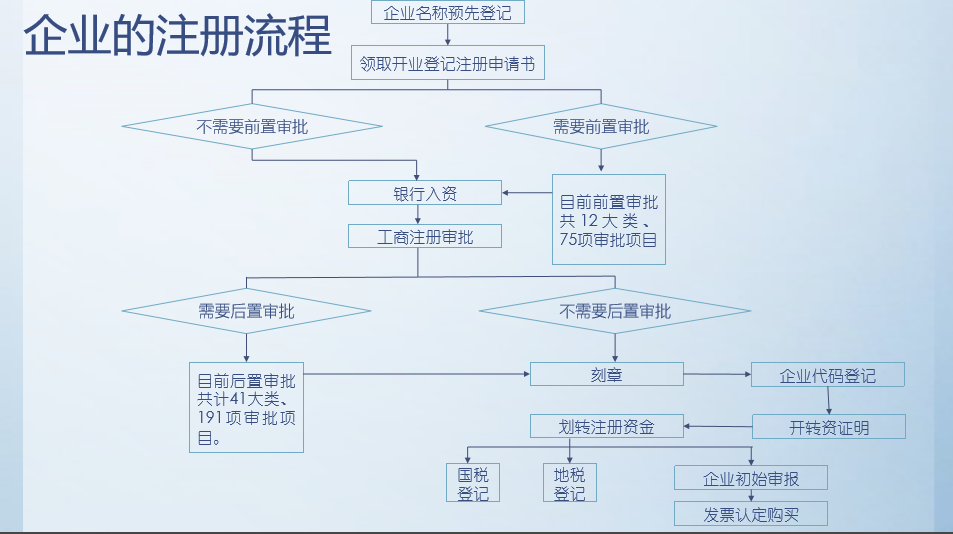 企业的注册流程
企业名称预先登记
领取开业登记注册申请书
不需要前置审批
需要前置审批
银行入资
目前前置审批
共12大类、
75项审批项目
工商注册审批
需要后置审批
不需要后置审批
目前后置审批
共计41大类、
191项审批项
目。
刻章
企业代码登记
划转注册资金
开转资证明
国税
登记
地税
登记
企业初始审报
发票认定购买